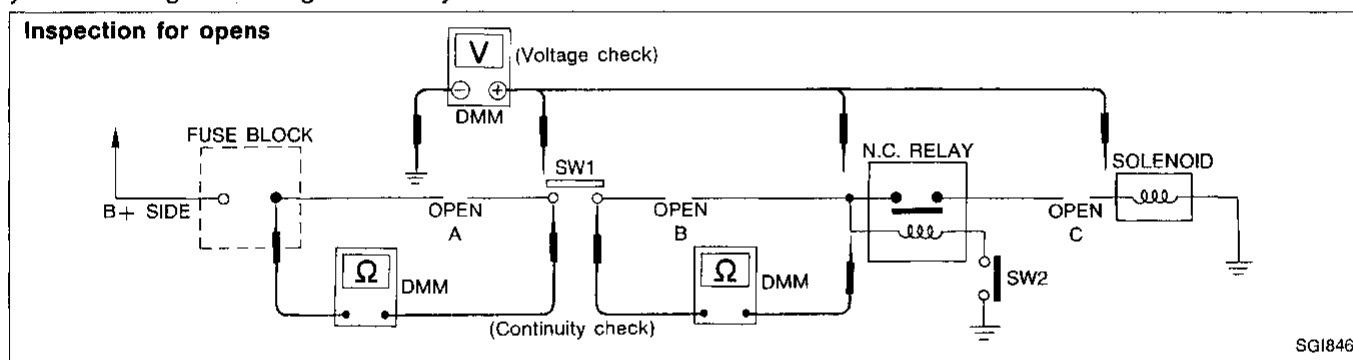 Inspection for opens
V
(Voltage check)
DMM
FUSE BLOCK
N.C. RELAY
SOLENOID
SW1
B+ SIDE
OPEN
A
OPEN
B
OPEN
C
Ω
DMM
Ω
DMM
SW2
(Continuity check)
SGI846